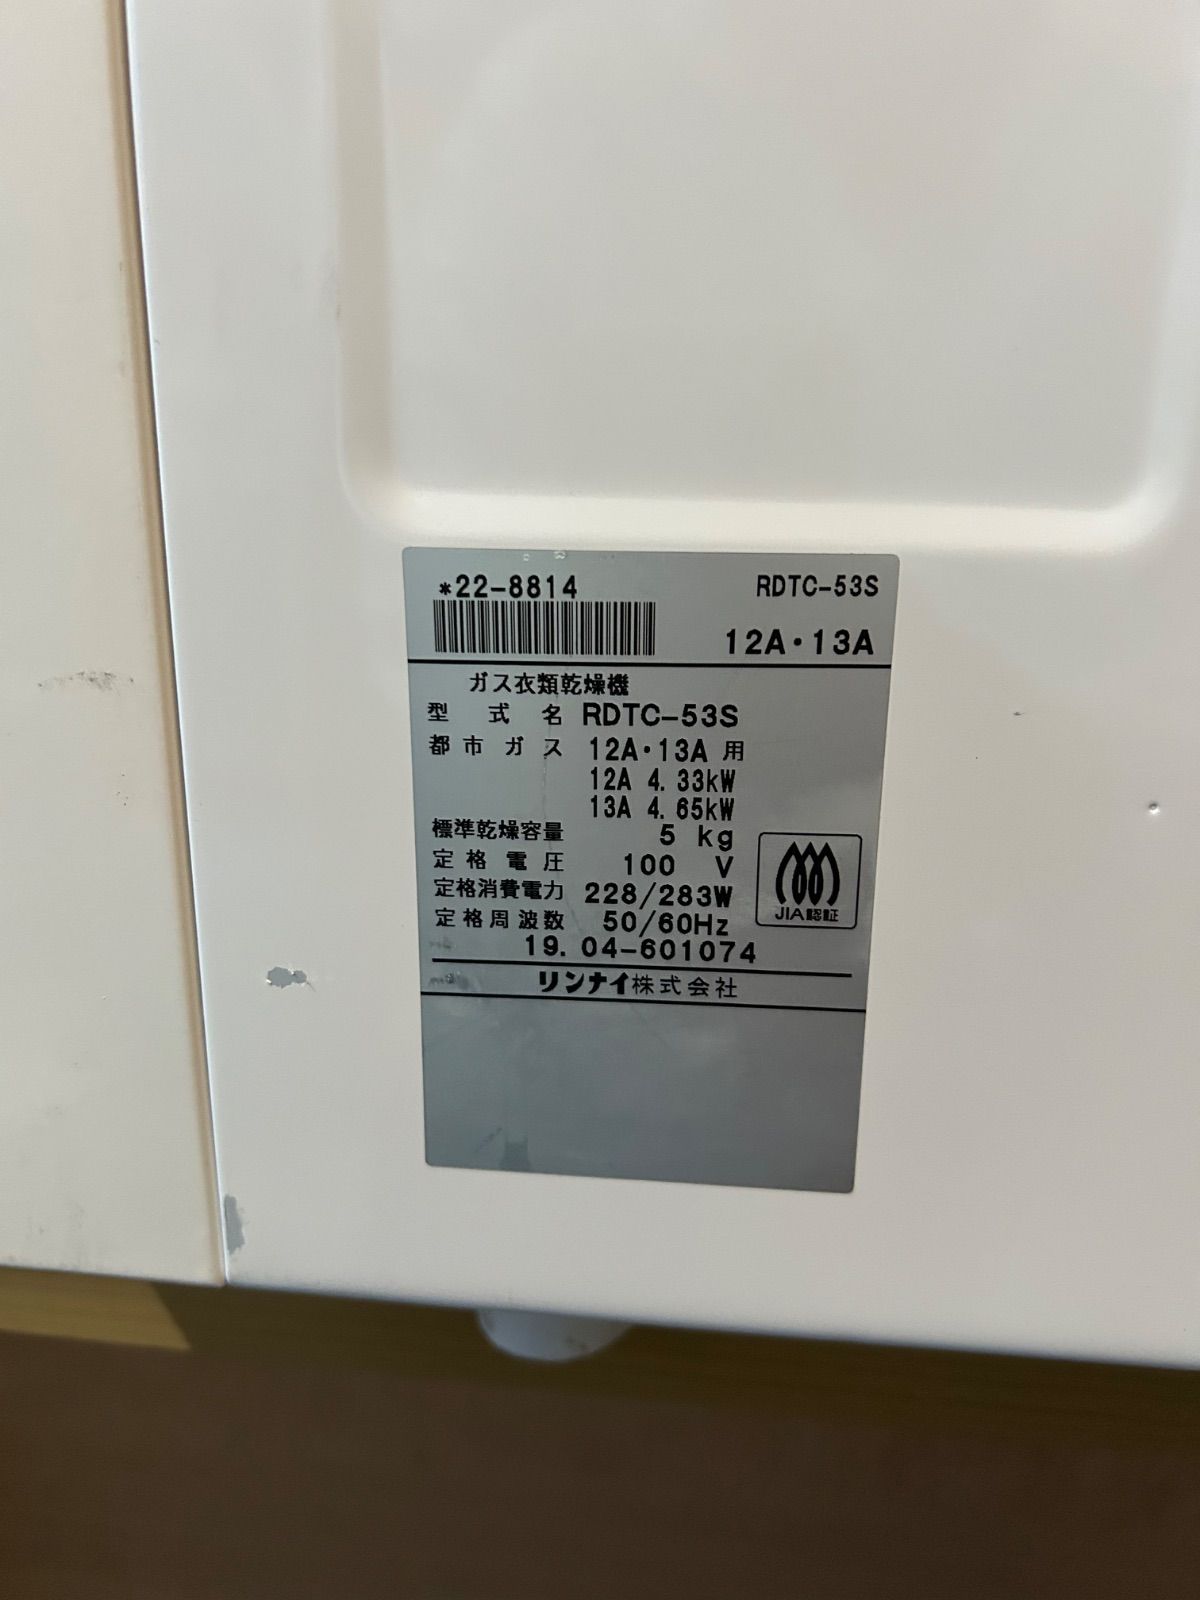 *22-8814 RDTC-53S
12A・13A
ガス衣類乾燥機
型式名 RDTC-53S
都市ガス 12A・13A 用
12A 4.33kW
13A 4.65kW
標準乾燥容量 5 kg
定格電圧 100 V
定格消費電力 228/283W
定格周波数 50/60Hz
JIA認証
19.04-601074
リンナイ株式会社